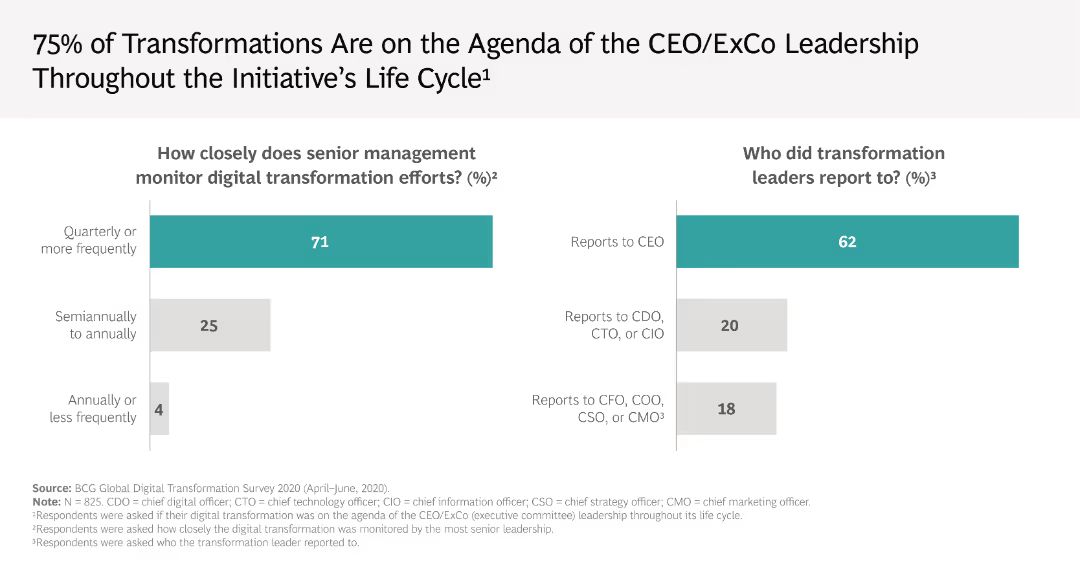 75% of Transformations Are on the Agenda of the CEO/ExCo Leadership
Throughout the Initiative's Life Cycle¹
How closely does senior management
monitor digital transformation efforts? (%)²
Quarterly or
more frequently
71
Semiannually
to annually
25
Annually or
less frequently
4
Who did transformation
leaders report to? (%)³
Reports to CEO
62
Reports to CDO,
CTO, or CIO
20
Reports to CFO, COO,
CSO, or CMO³
18
Source: BCG Global Digital Transformation Survey 2020 (April–June, 2020).
Note: N = 825. CDO = chief digital officer; CTO = chief technology officer; CIO = chief information officer; CSO = chief strategy officer; CMO = chief marketing officer.
¹Respondents were asked if their digital transformation was on the agenda of the CEO/ExCo (executive committee) leadership throughout its life cycle.
²Respondents were asked how closely the digital transformation was monitored by the most senior leadership.
³Respondents were asked who the transformation leader reported to.